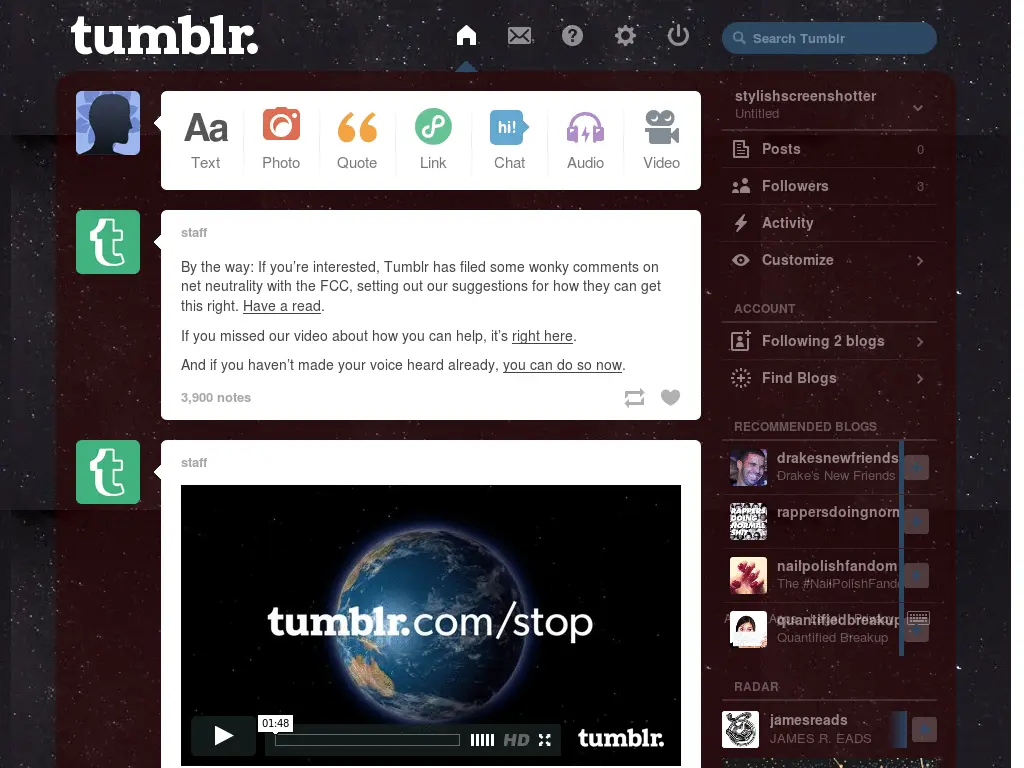 tumblr.
Search Tumblr
stylishscreenshotter
Untitled
Aa
hi!
Text
Photo
Quote
Link
Chat
Audio
Video
Posts 0
Followers 3
Activity
Customize
staff
By the way: If you’re interested, Tumblr has filed some wonky comments on
net neutrality with the FCC, setting out our suggestions for how they can get
this right. Have a read.
If you missed our video about how you can help, it’s right here.
And if you haven’t made your voice heard already, you can do so now.
3,900 notes
ACCOUNT
Following 2 blogs
Find Blogs
RECOMMENDED BLOGS
drakesnewfriends
Drake's New Friends
RAPPERS
DOING
NORMAL
SHIT
rappersdoingnorm
nailpolishfandom
The #NailPolishFando
quantifiedbreakup
Quantified Breakup
RADAR
jamesreads
JAMES R. EADS
t
staff
t
tumblr.com/stop
01:48
HD
tumblr.